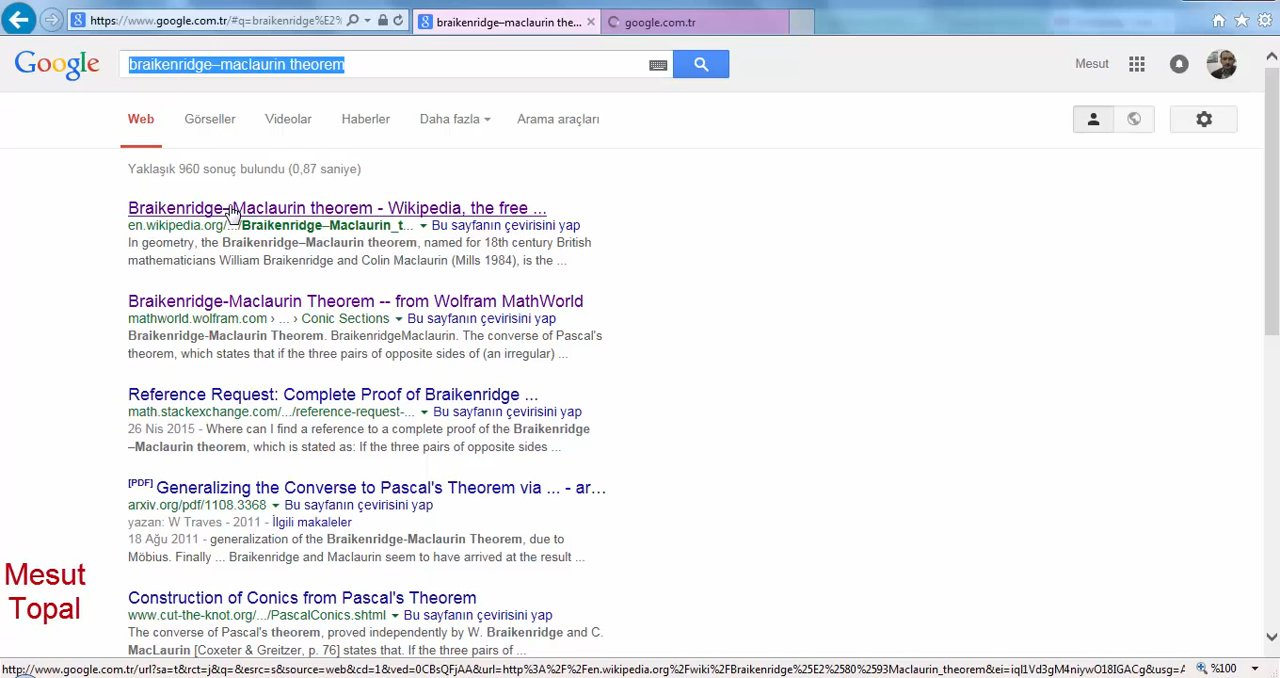 https://www.google.com.tr/#q=braikenridge%E2%
braikenridge–maclaurin the...
google.com.tr
Google
braikenridge–maclaurin theorem
Mesut
Web Görseller Videolar Haberler Daha fazla Arama araçları
Yaklaşık 960 sonuç bulundu (0,87 saniye)
Braikenridge–Maclaurin theorem - Wikipedia, the free ...
en.wikipedia.org/.../Braikenridge–Maclaurin_t... Bu sayfanın çevirisini yap
In geometry, the Braikenridge–Maclaurin theorem, named for 18th century British
mathematicians William Braikenridge and Colin Maclaurin (Mills 1984), is the ...
Braikenridge-Maclaurin Theorem -- from Wolfram MathWorld
mathworld.wolfram.com › ... › Conic Sections Bu sayfanın çevirisini yap
Braikenridge-Maclaurin Theorem. BraikenridgeMaclaurin. The converse of Pascal's
theorem, which states that if the three pairs of opposite sides of (an irregular) ...
Reference Request: Complete Proof of Braikenridge ...
math.stackexchange.com/.../reference-request-... Bu sayfanın çevirisini yap
26 Nis 2015 - Where can I find a reference to a complete proof of the Braikenridge
–Maclaurin theorem, which is stated as: If the three pairs of opposite sides ...
[PDF] Generalizing the Converse to Pascal's Theorem via ... - ar...
arxiv.org/pdf/1108.3368 Bu sayfanın çevirisini yap
yazan: W Traves - 2011 - İlgili makaleler
18 Ağu 2011 - generalization of the Braikenridge-Maclaurin Theorem, due to
Möbius. Finally ... Braikenridge and Maclaurin seem to have arrived at the result ...
Mesut
Topal
Construction of Conics from Pascal's Theorem
www.cut-the-knot.org/.../PascalConics.shtml Bu sayfanın çevirisini yap
The converse of Pascal's theorem, proved independently by W. Braikenridge and C.
MacLaurin [Coxeter & Greitzer, p. 76] states that if the three pairs of ...
%100